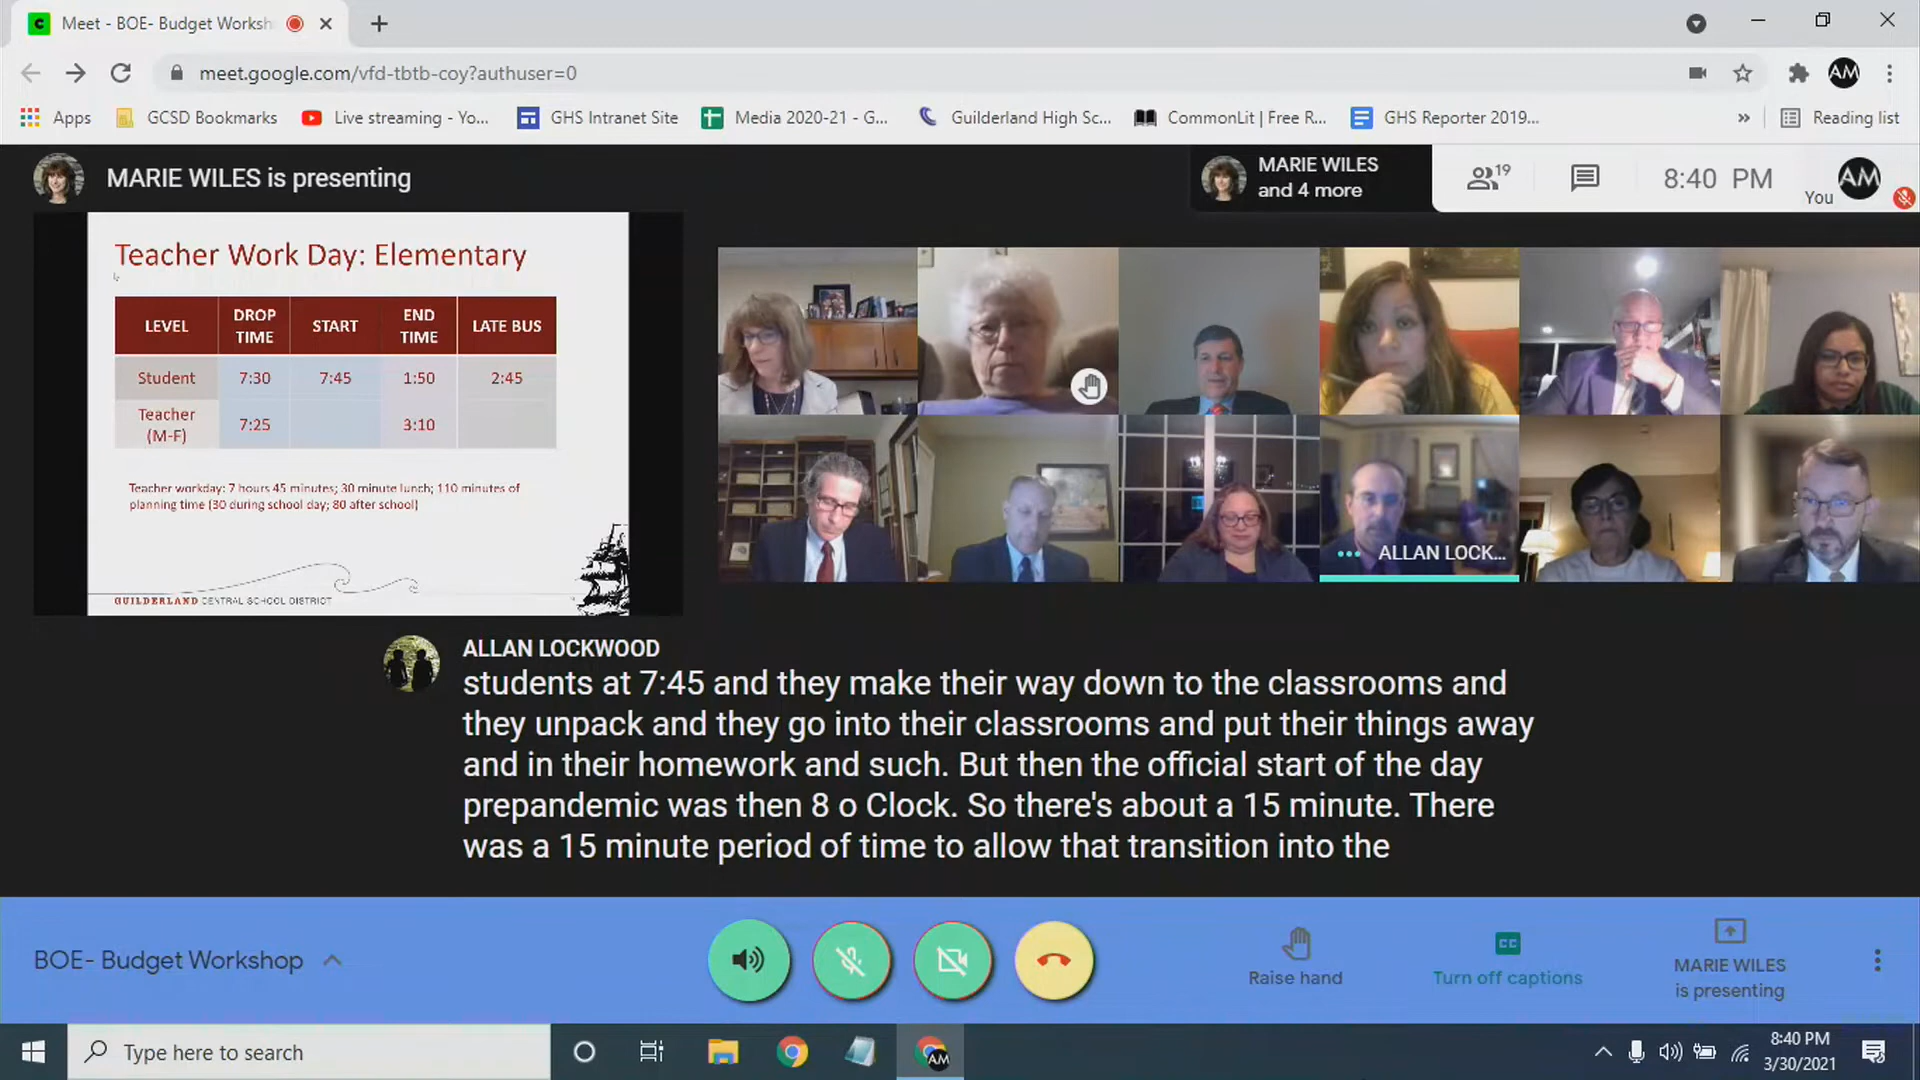 Meet - BOE- Budget Worksh
meet.google.com/vfd-tbtb-coy?authuser=0
AM
Apps
GCSD Bookmarks
Live streaming - Yo...
GHS Intranet Site
Media 2020-21 - G...
Guilderland High Sc...
CommonLit | Free R...
GHS Reporter 2019...
»
Reading list
MARIE WILES is presenting
MARIE WILES
and 4 more
19
8:40 PM
You
AM
Teacher Work Day: Elementary
LEVEL DROP TIME START END TIME LATE BUS
Student 7:30 7:45 1:50 2:45
Teacher (M-F) 7:25 3:10
Teacher workday: 7 hours 45 minutes; 30 minute lunch; 110 minutes of
planning time (30 during school day; 80 after school)
GUILDERLAND CENTRAL SCHOOL DISTRICT
ALLAN LOCK...
ALLAN LOCKWOOD
students at 7:45 and they make their way down to the classrooms and
they unpack and they go into their classrooms and put their things away
and in their homework and such. But then the official start of the day
prepandemic was then 8 o Clock. So there's about a 15 minute. There
was a 15 minute period of time to allow that transition into the
BOE- Budget Workshop
Raise hand
CC
Turn off captions
MARIE WILES
is presenting
Type here to search
AM
8:40 PM
3/30/2021